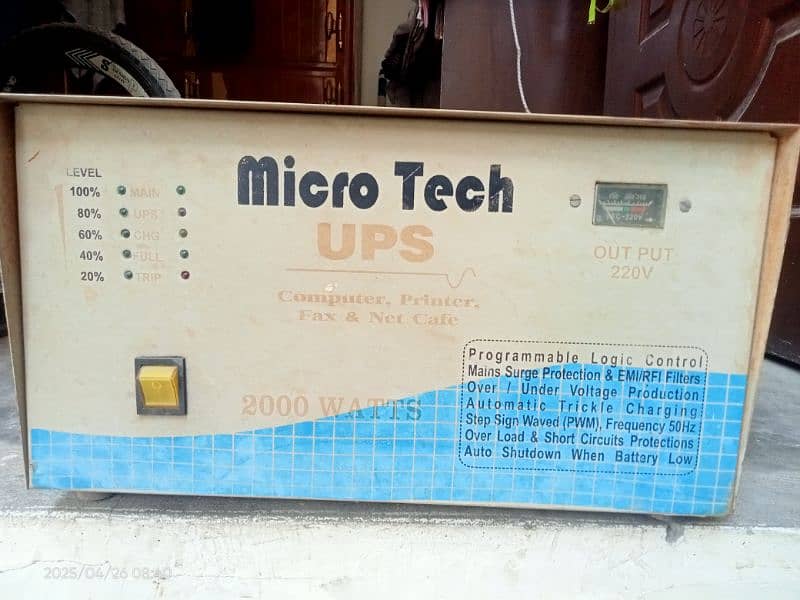 LEVEL
100% MAIN
80% UPS
60% CHG
40% FULL
20% TRIP
Micro Tech
UPS
Computer, Printer,
Fax & Net Cafe
2000 WATTS
OUT PUT
220V
Programmable Logic Control
Mains Surge Protection & EMI/RFI Filters
Over / Under Voltage Production
Automatic Trickle Charging
Step Sign Waved (PWM), Frequency 50Hz
Over Load & Short Circuits Protections
Auto Shutdown When Battary Low
2025/04/26 08:40